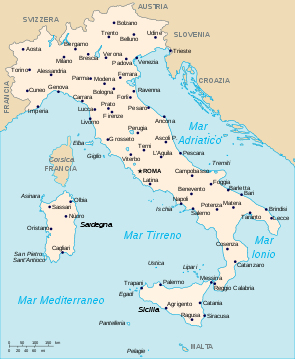 AUSTRIA
SVIZZERA
Bolzano
SLOVENIA
Trento
Belluno
Udine
Aosta
Bergamo
Trieste
Milano
Brescia
Verona
Padova
Venezia
Torino
Alessandria
CROAZIA
Parma
Modena
Ferrara
Cuneo
Genova
Bologna
Ravenna
FRANCIA
Carrara
Forlì
Imperia
Lucca
Prato
Pesaro
Firenze
Livorno
Ancona
Mar
Adriatico
Perugia
Elba
Grosseto
Ascoli P.
Terni
Giglio
Viterbo
L'Aquila
Pescara
Corsica
FRANCIA
Tremiti
ROMA
Campobasso
Latina
Foggia
Barletta
Asinara
Benevento
Bari
Olbia
Sassari
Ischia
Napoli
Potenza
Matera
Brindisi
Nuoro
Salerno
Taranto
Lecce
Sardegna
Oristano
Mar Tirreno
Cosenza
Mar
Ionio
Cagliari
San Pietro
Sant'Antioco
Ustica
Lipari
Catanzaro
Messina
Trapani
Palermo
Reggio Calabria
Egadi
Mar Mediterraneo
Sicilia
Agrigento
Catania
Ragusa
Siracusa
Pantelleria
Pelagie
MALTA